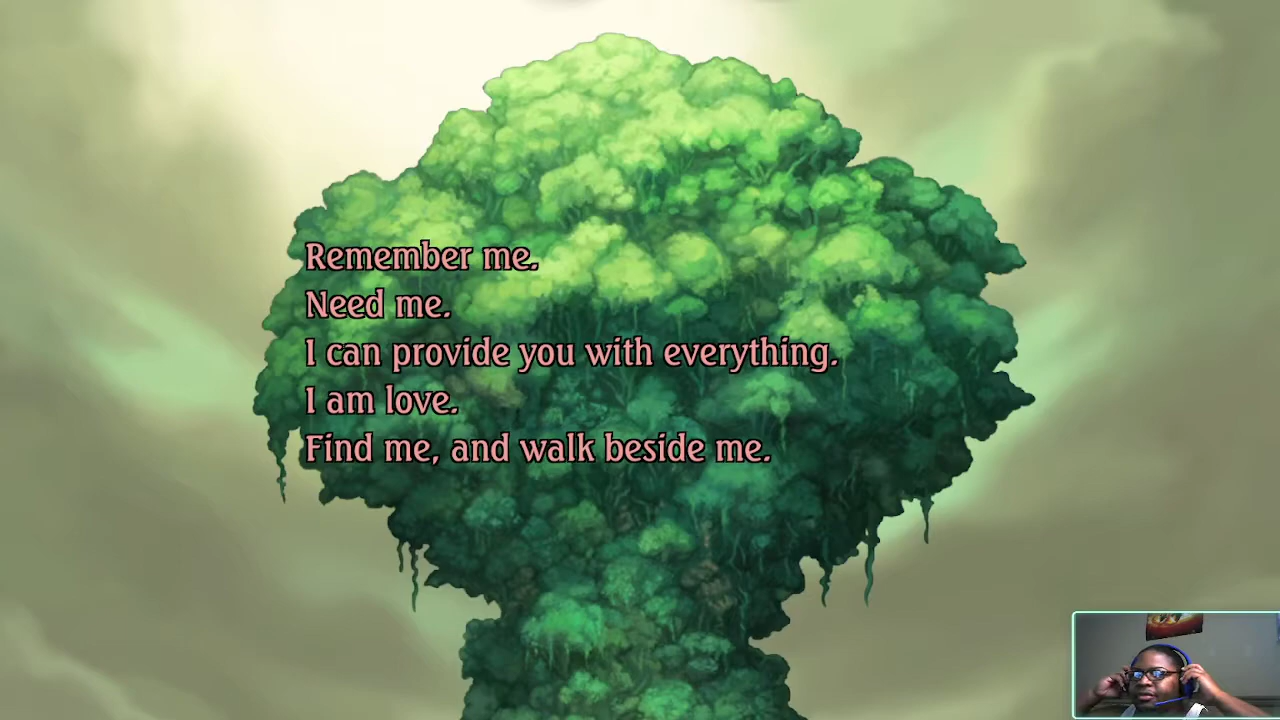 Remember me.
Need me.
I can provide you with everything.
I am love.
Find me, and walk beside me.